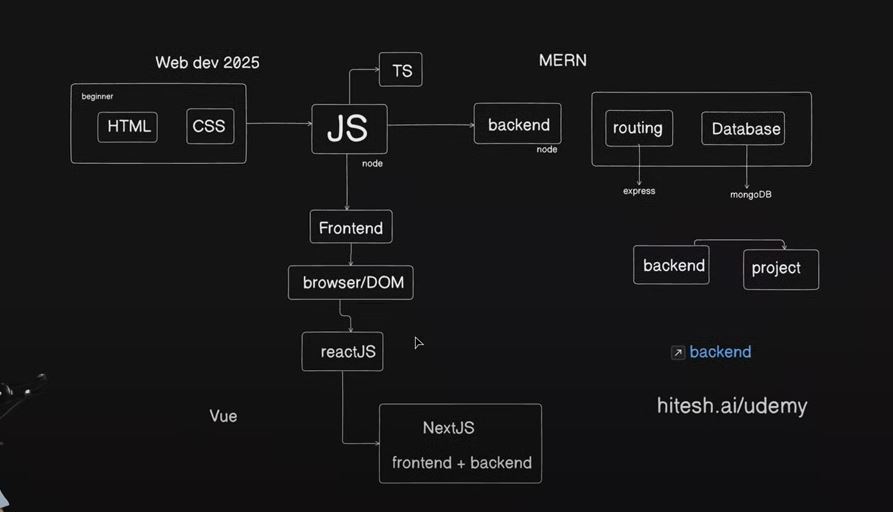 Web dev 2025
MERN
TS
beginner
HTML
CSS
JS
node
backend
node
routing
Database
express
mongoDB
Frontend
browser/DOM
reactJS
backend
project
backend
hitesh.ai/udemy
Vue
NextJS
frontend + backend